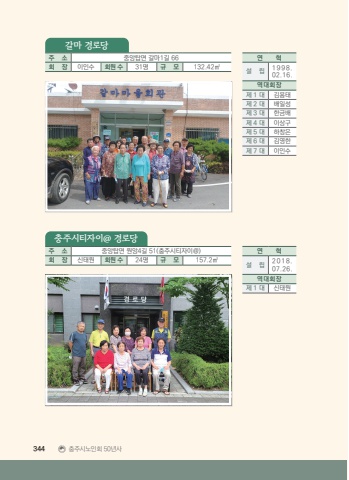 갈마 경로당
주 소 중앙탑면 갈마1길 66
회 장 이인수 회원 수 31명 규 모 132.42㎡
연 혁
설 립 1998. 02.16.
역대회장
제 1 대 김용태
제 2 대 배일성
제 3 대 한금배
제 4 대 이성구
제 5 대 허창은
제 6 대 김영한
제 7 대 이인수
갈마마을회관
충주시티자이@ 경로당
주 소 중앙탑면 원앙4길 51(충주시티자이@)
회 장 신태원 회원 수 24명 규 모 157.2㎡
연 혁
설 립 2018. 07.26.
역대회장
제 1 대 신태원
경로당
344 충주시노인회 50년사